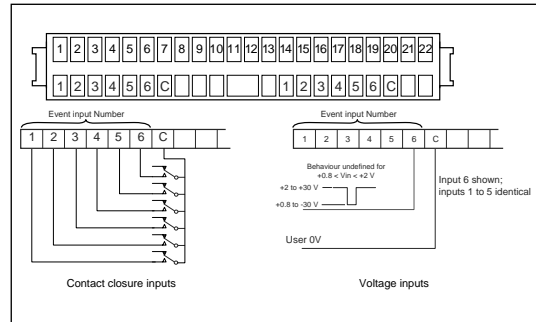 1 2 3 4 5 6 7 8 9 10 11 12 13 14 15 16 17 18 19 20 21 22
1 2 3 4 5 6 C 1 2 3 4 5 6 C
Event input Number
1 2 3 4 5 6 C
Contact closure inputs
Event input Number
1 2 3 4 5 6 C
Behaviour undefined for
+0.8 < Vin < +2 V
+2 to +30 V
+0.8 to -30 V
Input 6 shown;
inputs 1 to 5 identical
User 0V
Voltage inputs